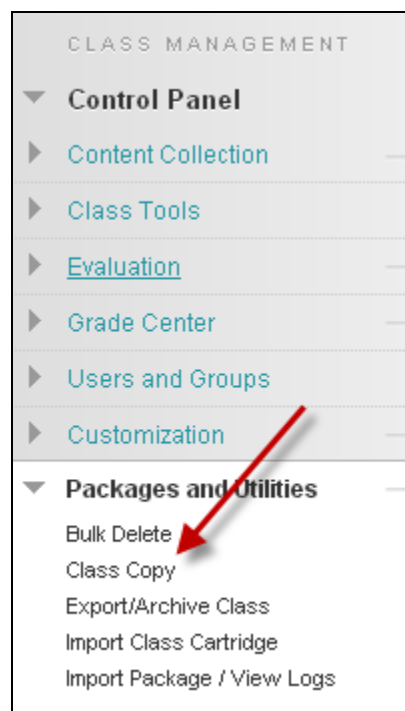 CLASS MANAGEMENT
Control Panel
Content Collection
Class Tools
Evaluation
Grade Center
Users and Groups
Customization
Packages and Utilities
Bulk Delete
Class Copy
Export/Archive Class
Import Class Cartridge
Import Package / View Logs